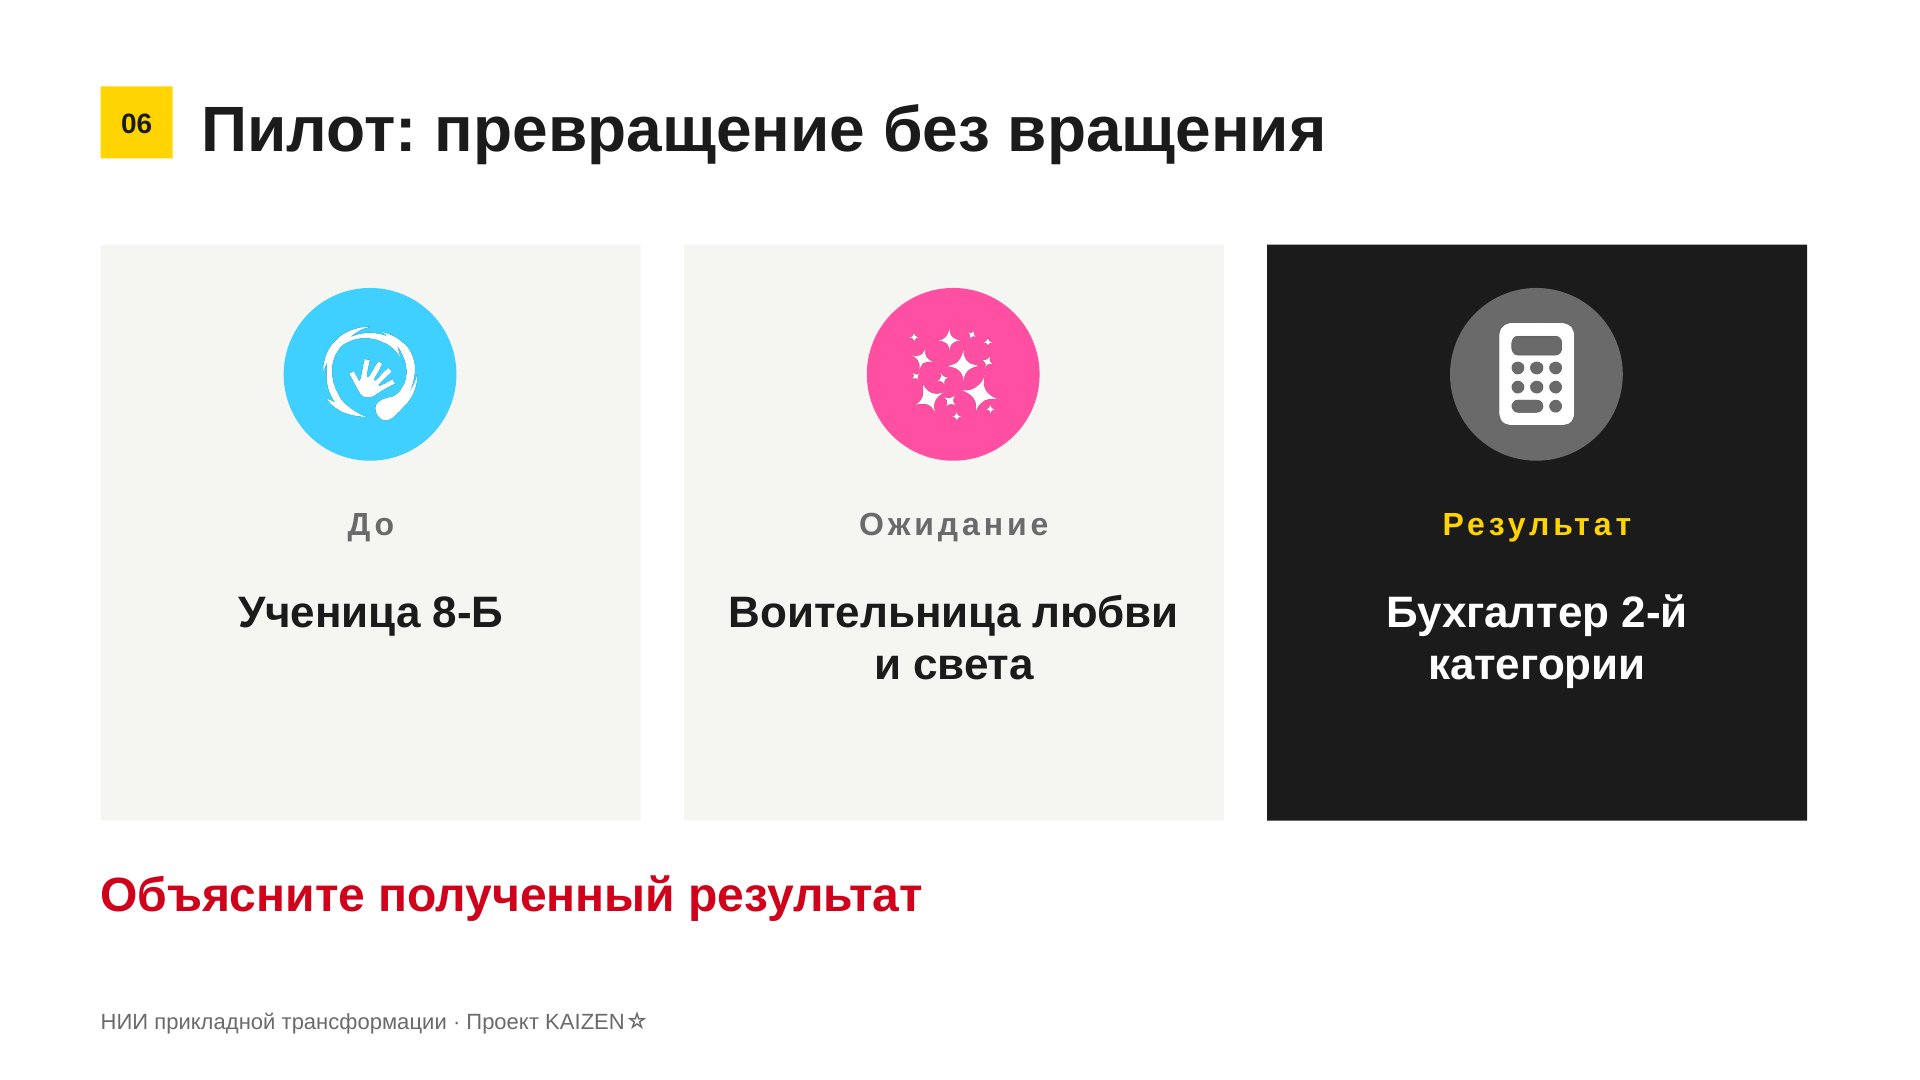 06
Пилот: превращение без вращения
До
Ученица 8-Б
Ожидание
Воительница любви
и света
Результат
Бухгалтер 2-й
категории
Объясните полученный результат
НИИ прикладной трансформации · Проект KAIZEN☆